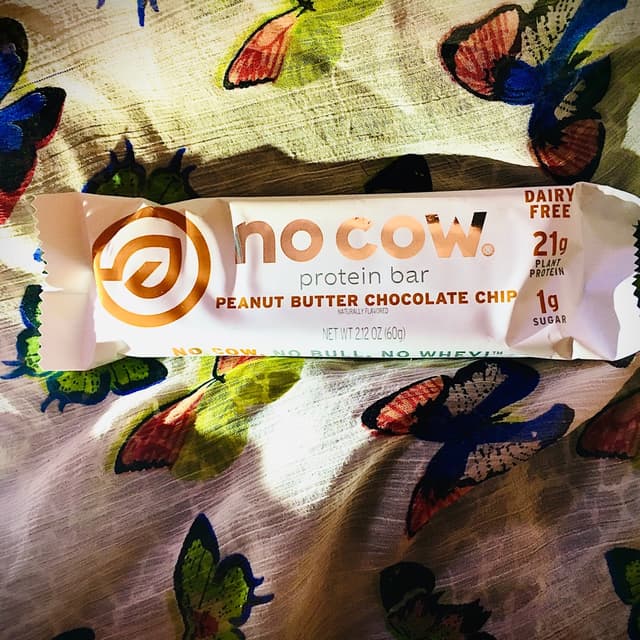 no cow.
protein bar
PEANUT BUTTER CHOCOLATE CHIP
NATURALLY FLAVORED
NET WT 2.12 OZ (60g)
NO COW. NO BULL. NO WHEY!™
DAIRY
FREE
21g
PLANT
PROTEIN
1g
SUGAR